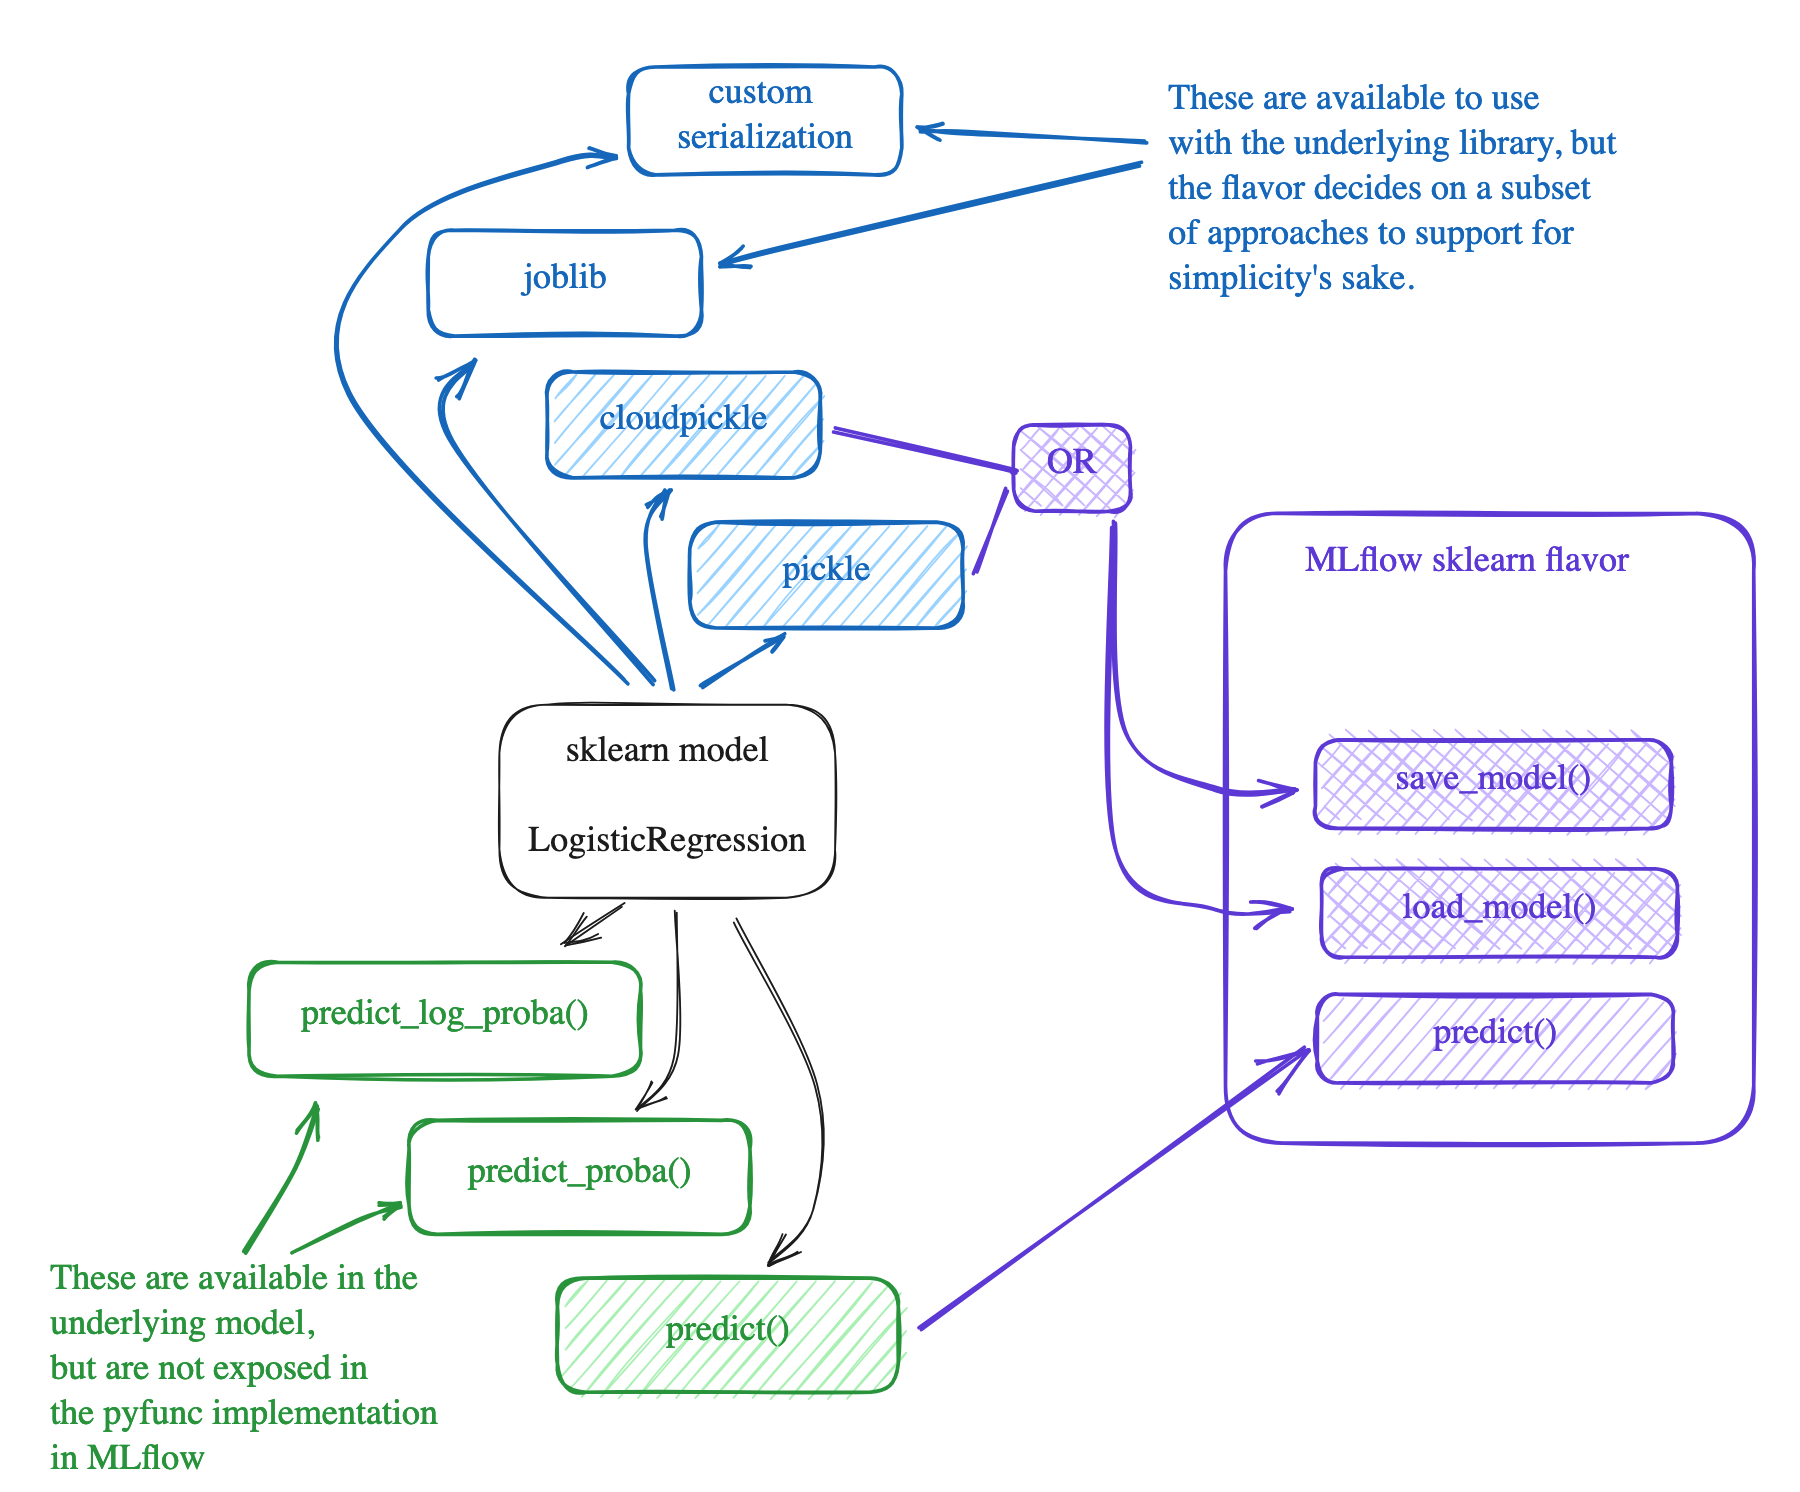 custom
serialization
These are available to use
with the underlying library, but
the flavor decides on a subset
of approaches to support for
simplicity's sake.
joblib
cloudpickle
OR
pickle
MLflow sklearn flavor
sklearn model
LogisticRegression
save_model()
load_model()
predict()
predict_log_proba()
predict_proba()
predict()
These are available in the
underlying model,
but are not exposed in
the pyfunc implementation
in MLflow